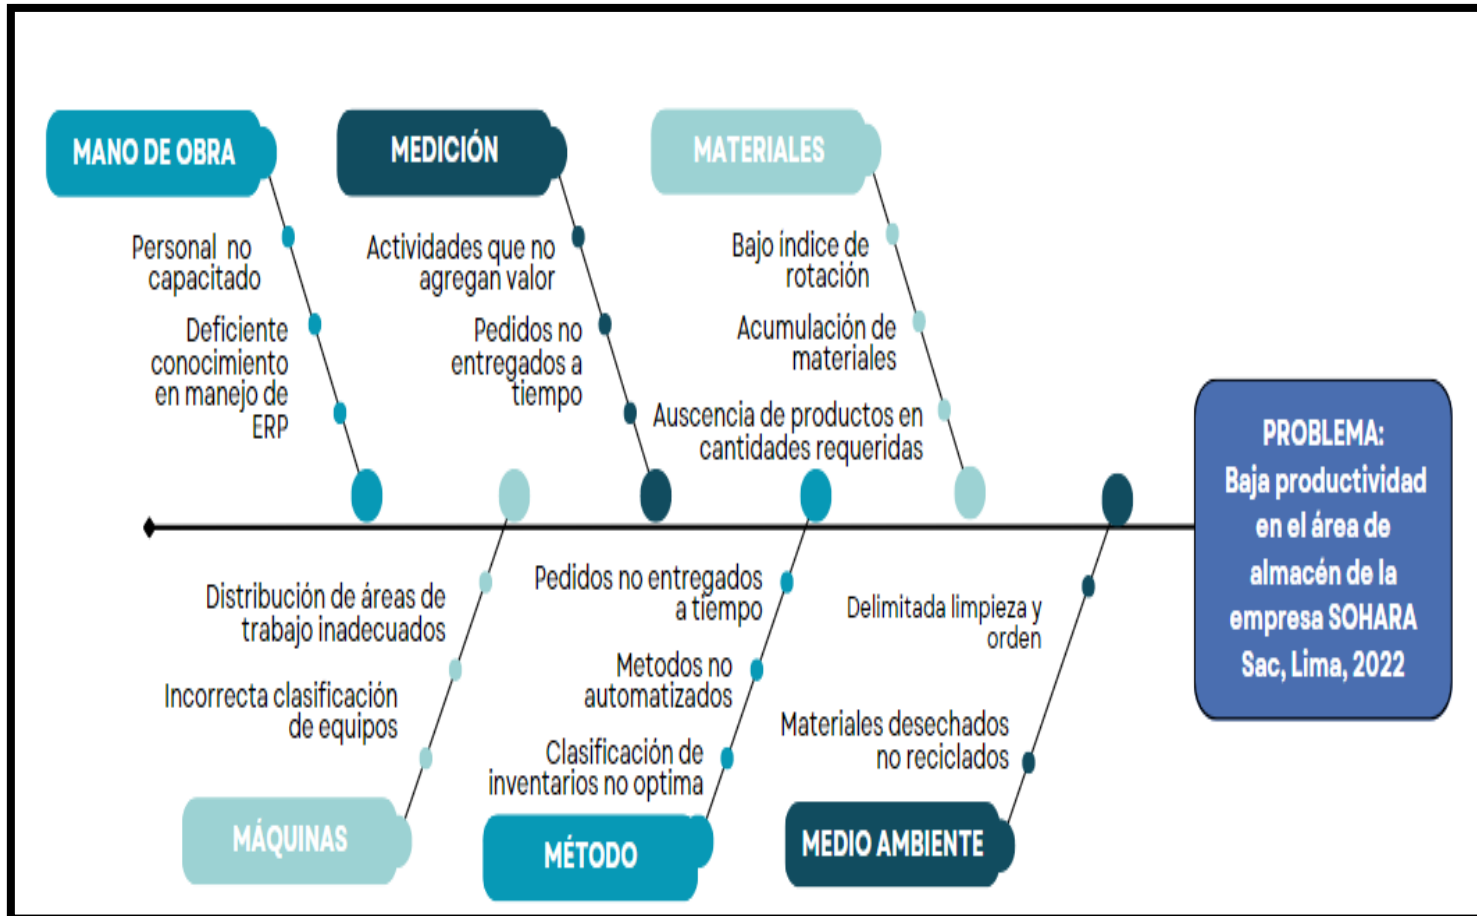 MANO DE OBRA
Personal no
capacitado
Deficiente
conocimiento
en manejo de
ERP
MEDICIÓN
Actividades que no
agregan valor
Pedidos no
entregados a
tiempo
MATERIALES
Bajo índice de
rotación
Acumulación de
materiales
Auscencia de productos en
cantidades requeridas
Distribución de áreas de
trabajo inadecuados
Incorrecta clasificación
de equipos
MÁQUINAS
Pedidos no entregados
a tiempo
Metodos no
automatizados
Clasificación de
inventarios no optima
MÉTODO
Delimitada limpieza y
orden
Materiales desechados
no reciclados
MEDIO AMBIENTE
PROBLEMA:
Baja productividad
en el área de
almacén de la
empresa SOHARA
Sac, Lima, 2022